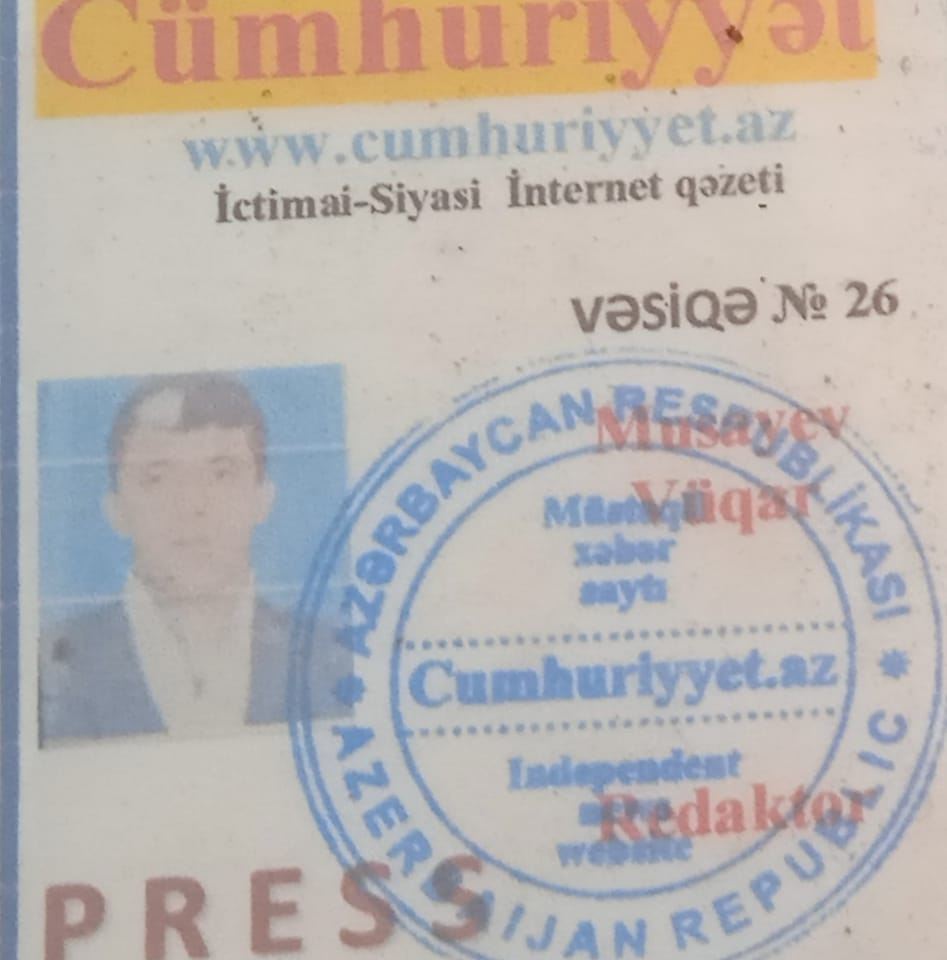 Cümhuriyyət
www.cumhuriyyet.az
İctimai-Siyasi İnternet qəzeti
Vəsiqə № 26
Musayev
Vüqar
Redaktor
PRESS
AZƏRBAYCAN RESPUBLİKASI
Müstəqil
xəbər
saytı
Cumhuriyyet.az
Independent
website
AZERBAIJAN REPUBLIC